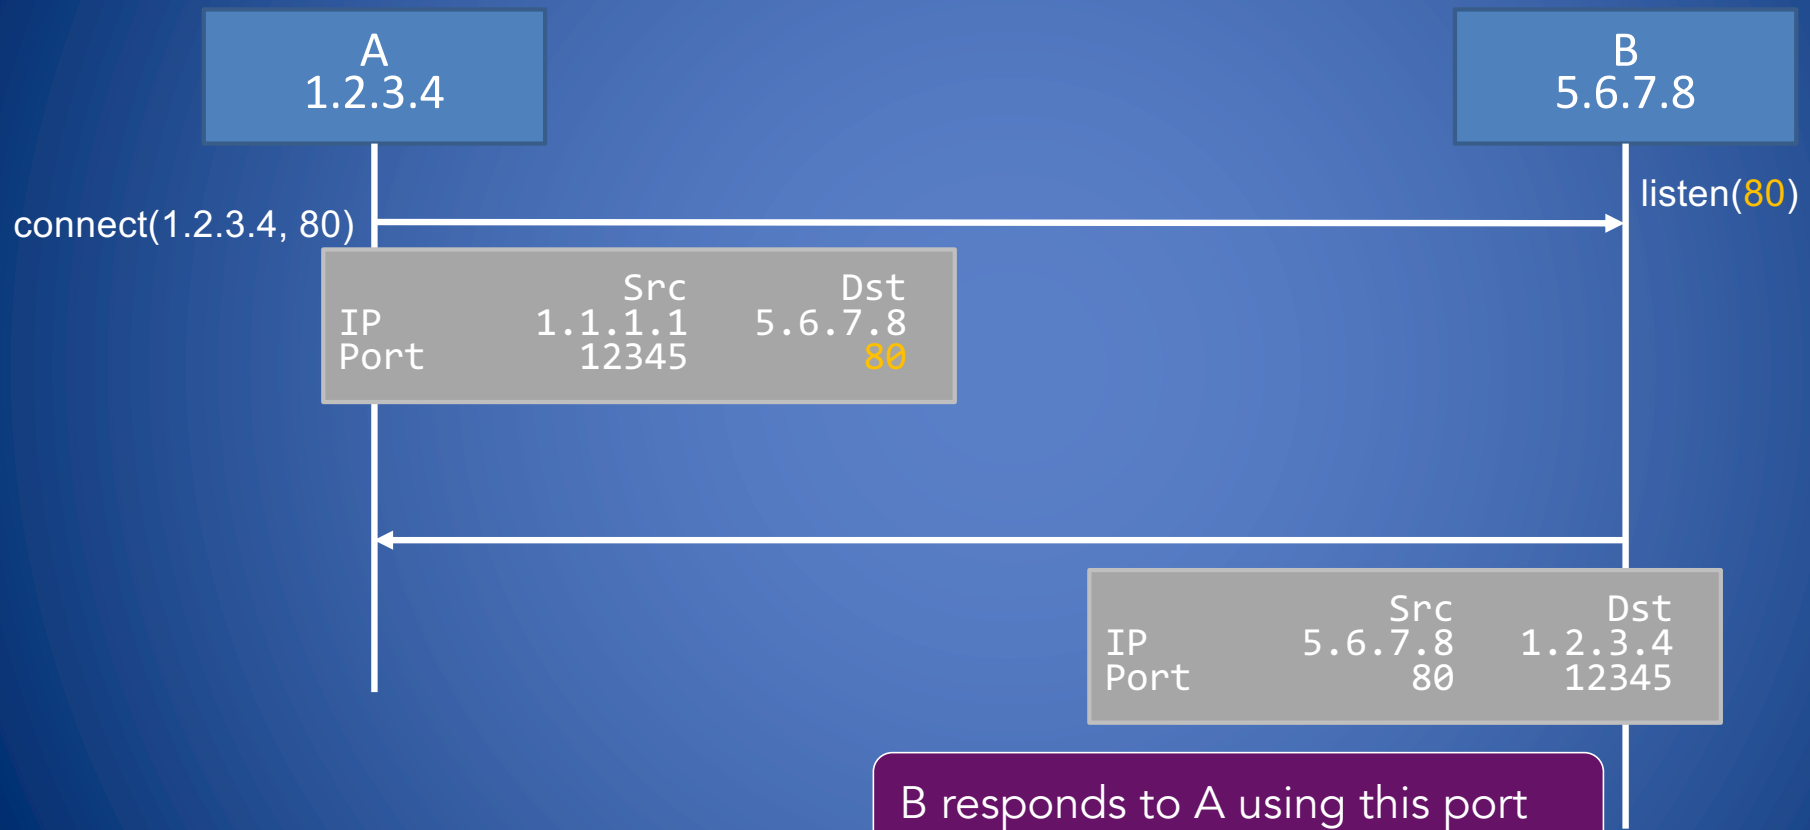 A
1.2.3.4
B
5.6.7.8
listen(80)
connect(1.2.3.4, 80)
Src Dst
IP 1.1.1.1 5.6.7.8
Port 12345 80
Src Dst
IP 5.6.7.8 1.2.3.4
Port 80 12345
B responds to A using this port